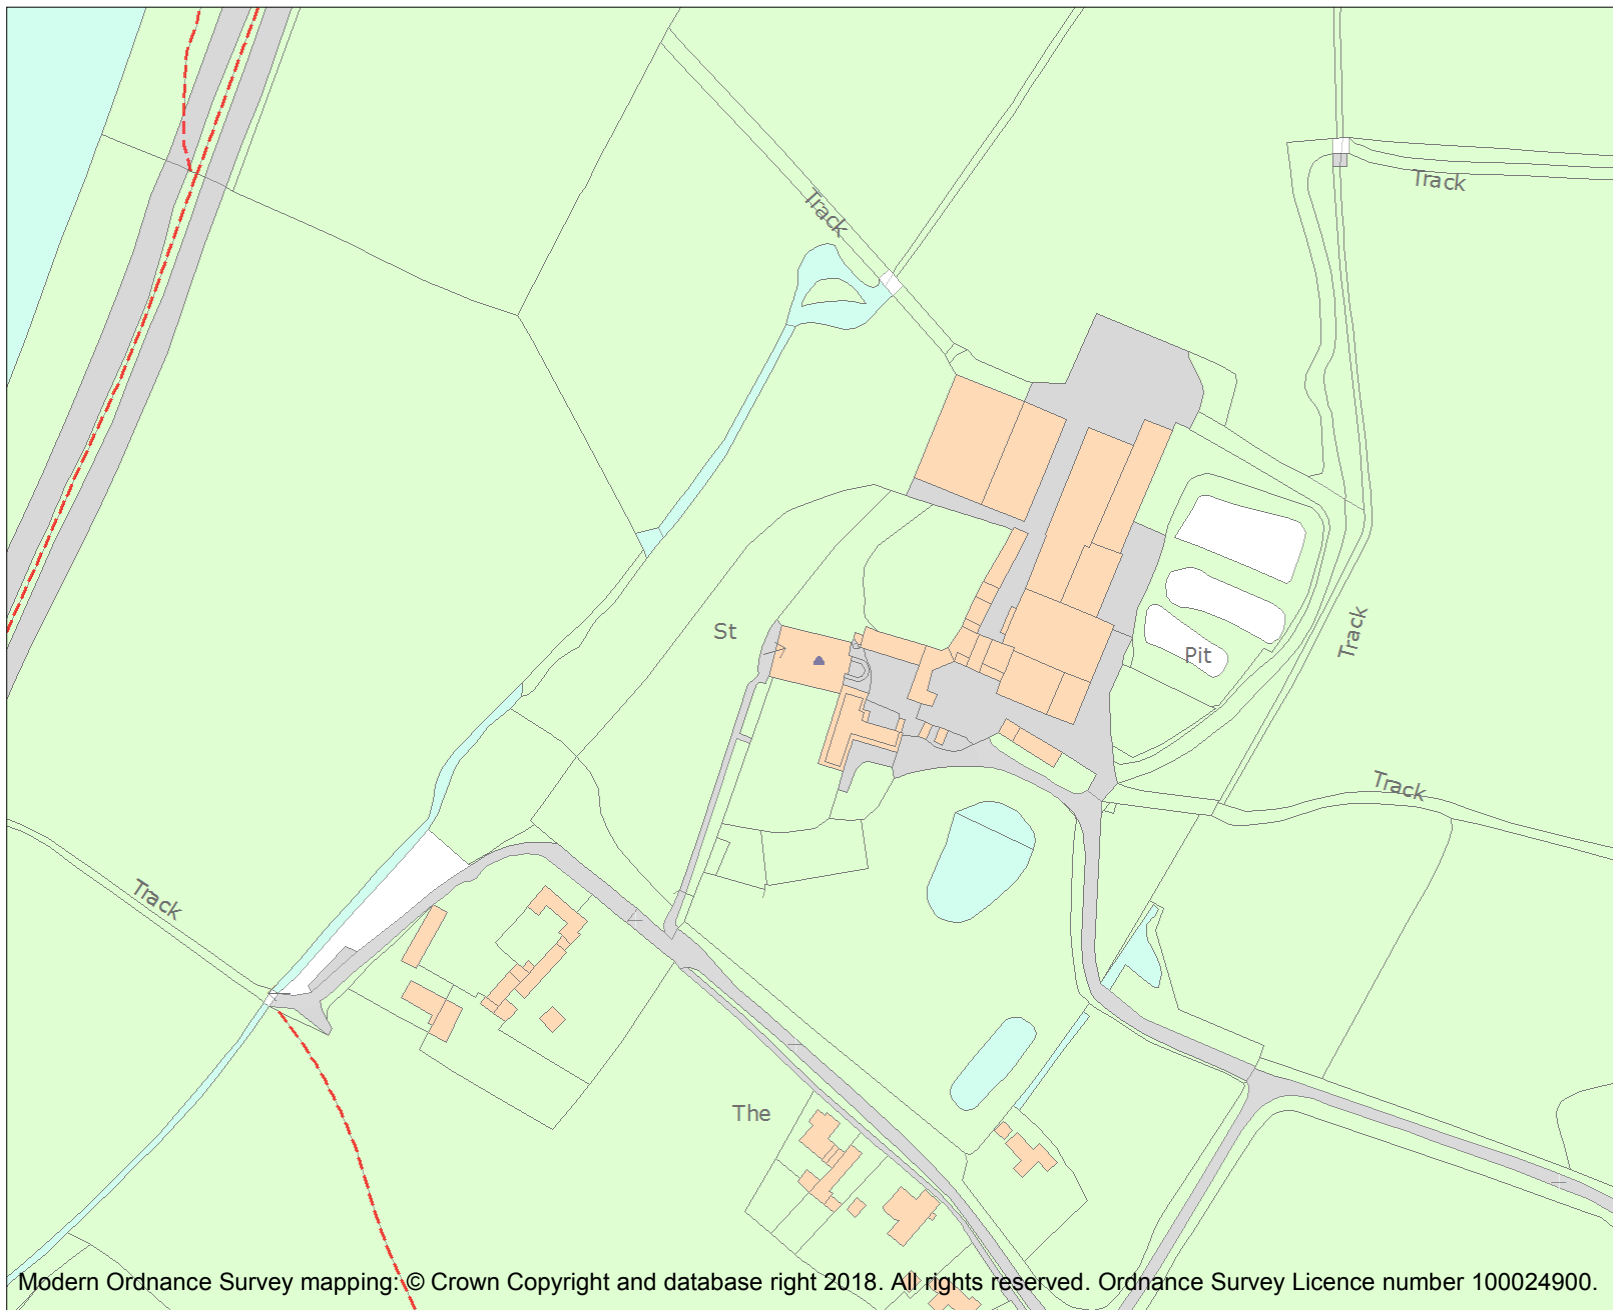 Track
Track
St
Track
Pit
Track
Track
The
Modern Ordnance Survey mapping: © Crown Copyright and database right 2018. All rights reserved. Ordnance Survey Licence number 100024900.